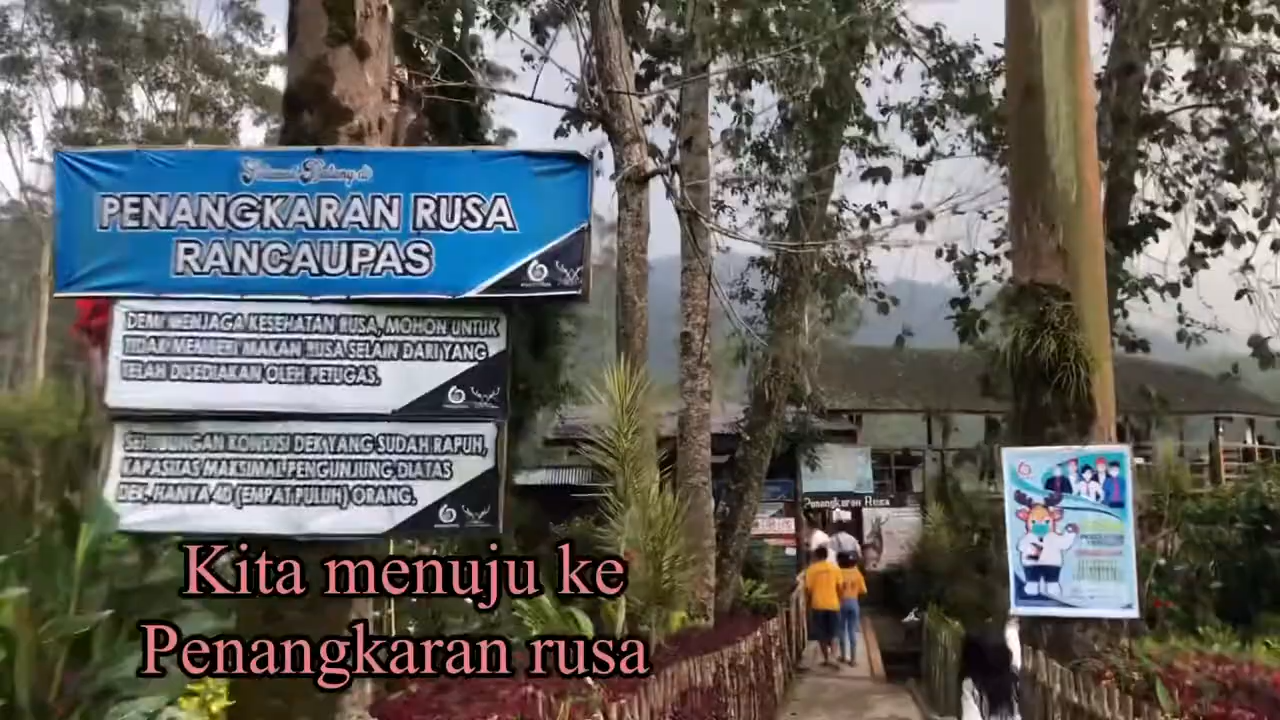 Selamat Datang di
PENANGKARAN RUSA
RANCAUPAS
DEMI MENJAGA KESEHATAN RUSA, MOHON UNTUK
TIDAK MEMBERI MAKAN RUSA SELAIN DARI YANG
TELAH DISEDIAKAN OLEH PETUGAS.
SEHUBUNGAN KONDISI DEK YANG SUDAH RAPUH,
KAPASITAS MAKSIMAL PENGUNJUNG DIATAS
DEK, HANYA 40 (EMPAT PULUH) ORANG.
Penangkaran Rusa
Kita menuju ke
Penangkaran rusa